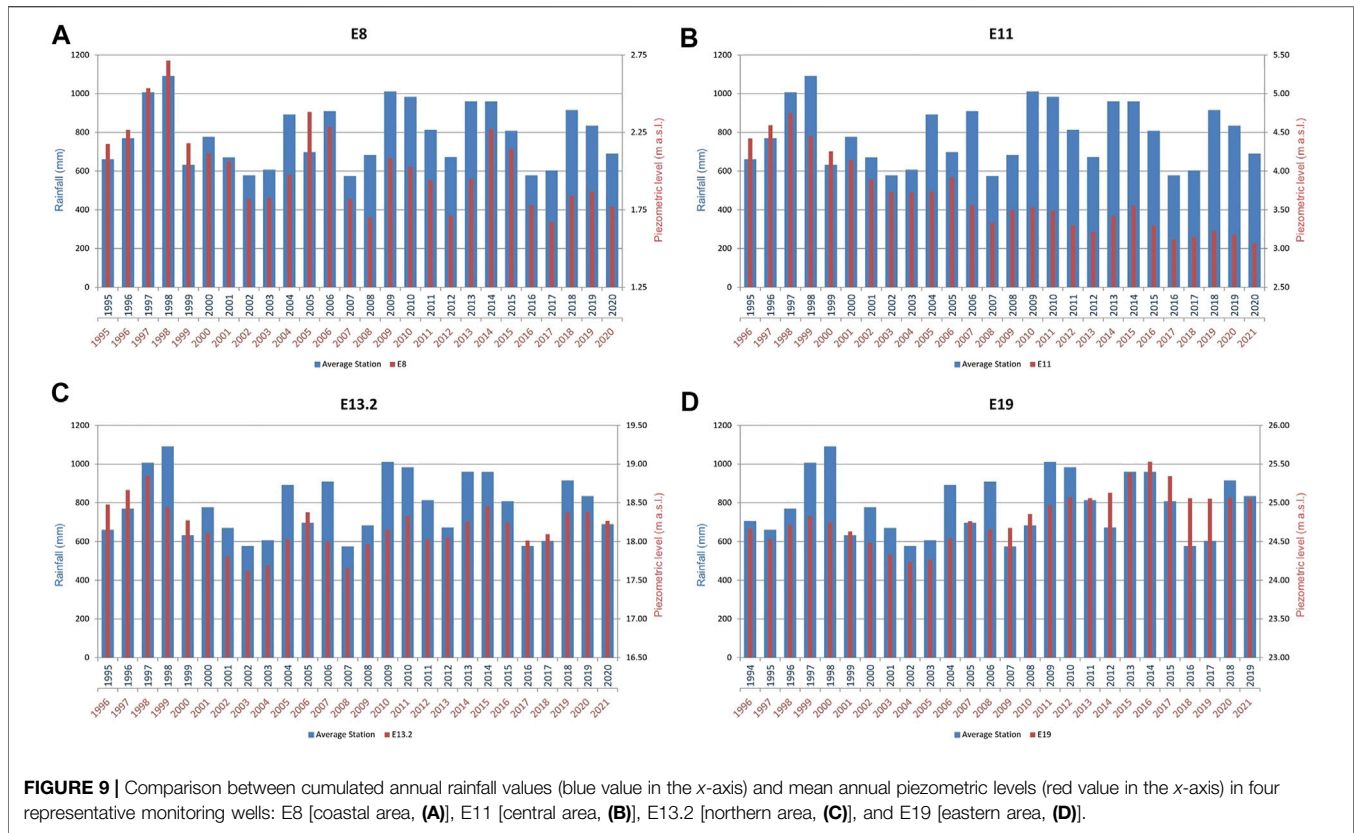 A
E8
1200
1000
800
600
400
200
0
Rainfall (mm)
2.75
2.25
1.75
1.25
Piezometric level (m a.s.l.)
1995 1996 1997 1998 1999 2000 2001 2002 2003 2004 2005 2006 2007 2008 2009 2010 2011 2012 2013 2014 2015 2016 2017 2018 2019 2020
1995 1996 1997 1998 1999 2000 2001 2002 2003 2004 2005 2006 2007 2008 2009 2010 2011 2012 2013 2014 2015 2016 2017 2018 2019 2020
Average Station E8
B
E11
1200
1000
800
600
400
200
0
Rainfall (mm)
5.50
5.00
4.50
4.00
3.50
3.00
2.50
Piezometric level (m a.s.l.)
1995 1996 1997 1998 1999 2000 2001 2002 2003 2004 2005 2006 2007 2008 2009 2010 2011 2012 2013 2014 2015 2016 2017 2018 2019 2020
1996 1997 1998 1999 2000 2001 2002 2003 2004 2005 2006 2007 2008 2009 2010 2011 2012 2013 2014 2015 2016 2017 2018 2019 2020 2021
Average Station E11
C
E13.2
1200
1000
800
600
400
200
0
Rainfall (mm)
19.50
19.00
18.50
18.00
17.50
17.00
16.50
Piezometric level (m a.s.l.)
1995 1996 1997 1998 1999 2000 2001 2002 2003 2004 2005 2006 2007 2008 2009 2010 2011 2012 2013 2014 2015 2016 2017 2018 2019 2020
1996 1997 1998 1999 2000 2001 2002 2003 2004 2005 2006 2007 2008 2009 2010 2011 2012 2013 2014 2015 2016 2017 2018 2019 2020 2021
Average Station E13.2
D
E19
1200
1000
800
600
400
200
0
Rainfall (mm)
26.00
25.50
25.00
24.50
24.00
23.50
23.00
Piezometric level (m a.s.l.)
1994 1995 1996 1997 1998 1999 2000 2001 2002 2003 2004 2005 2006 2007 2008 2009 2010 2011 2012 2013 2014 2015 2016 2017 2018 2019
1996 1997 1998 1999 2000 2001 2002 2003 2004 2005 2006 2007 2008 2009 2010 2011 2012 2013 2014 2015 2016 2017 2018 2019 2020 2021
Average Station E19
FIGURE 9 | Comparison between cumulated annual rainfall values (blue value in the x-axis) and mean annual piezometric levels (red value in the x-axis) in four
representative monitoring wells: E8 [coastal area, (A)], E11 [central area, (B)], E13.2 [northern area, (C)], and E19 [eastern area, (D)].